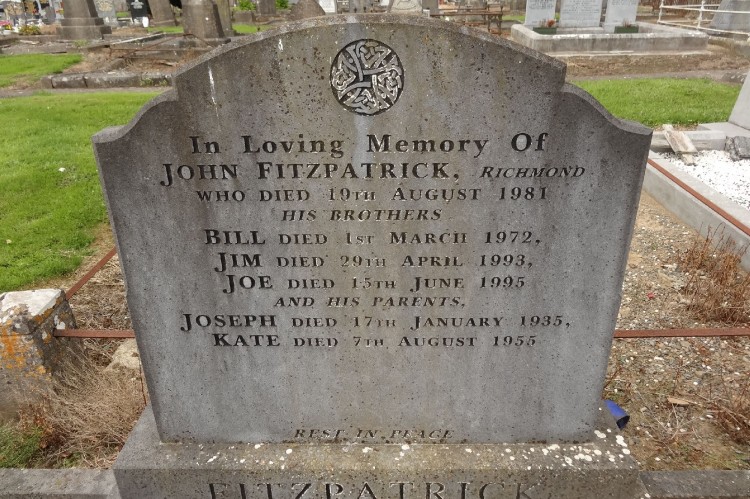 In Loving Memory Of
JOHN FITZPATRICK, RICHMOND
WHO DIED 19TH AUGUST 1981
HIS BROTHERS
BILL DIED 1ST MARCH 1972,
JIM DIED 29TH APRIL 1993,
JOE DIED 15TH JUNE 1995
AND HIS PARENTS,
JOSEPH DIED 17TH JANUARY 1935,
KATE DIED 7TH AUGUST 1955
REST IN PEACE
FITZPATRICK